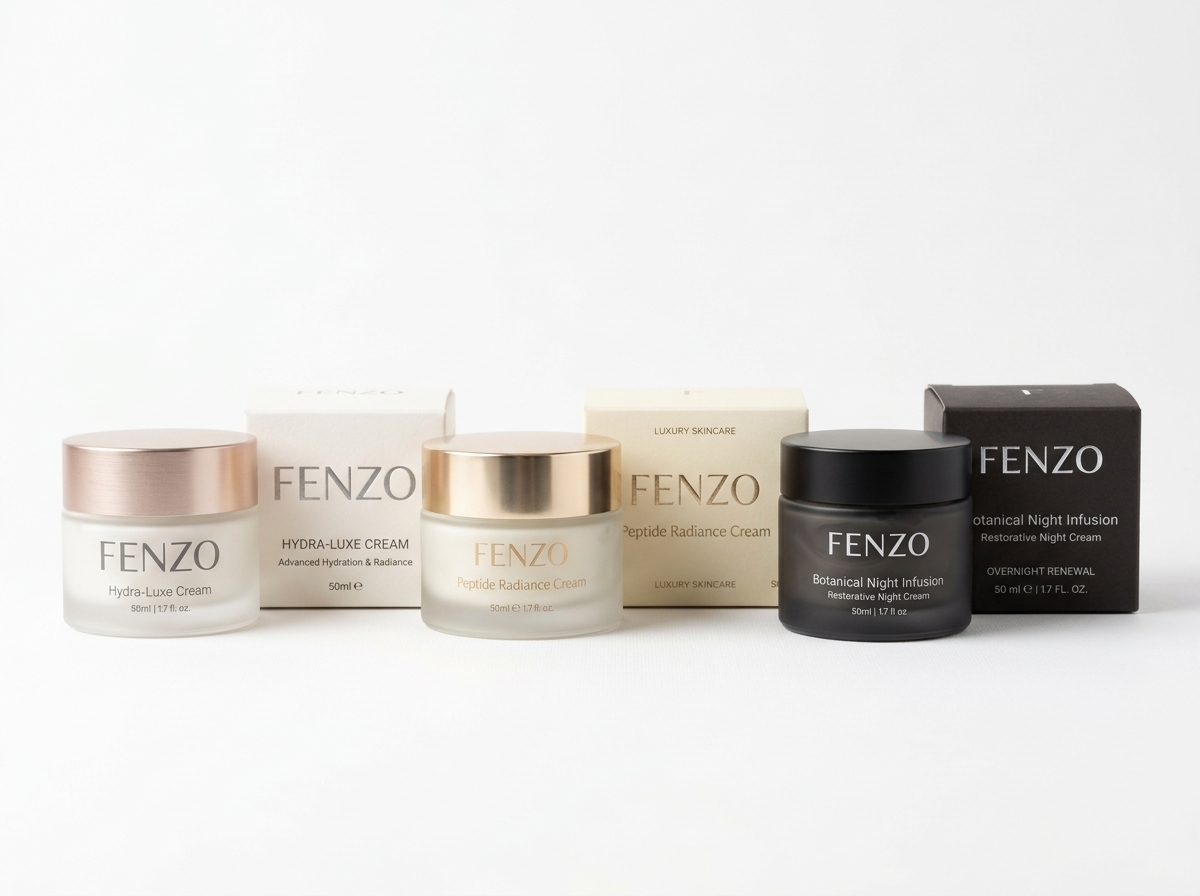 FENZO
Hydra-Luxe Cream
50ml | 1.7 fl. oz.
FENZO
FENZO
HYDRA-LUXE CREAM
Advanced Hydration & Radiance
50ml ℮
FENZO
Peptide Radiance Cream
50ml ℮ 1.7 fl. oz.
LUXURY SKINCARE
FENZO
Peptide Radiance Cream
LUXURY SKINCARE
FENZO
Botanical Night Infusion
Restorative Night Cream
50ml | 1.7 fl oz
FENZO
otanical Night Infusion
Restorative Night Cream
OVERNIGHT RENEWAL
50 ml ℮ | 1.7 FL. OZ.